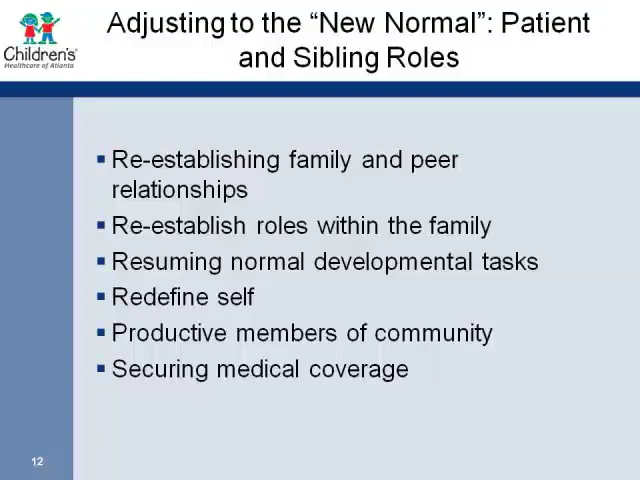 Adjusting to the “New Normal”: Patient
and Sibling Roles
Children's
Healthcare of Atlanta
▪ Re-establishing family and peer
relationships
▪ Re-establish roles within the family
▪ Resuming normal developmental tasks
▪ Redefine self
▪ Productive members of community
▪ Securing medical coverage
12